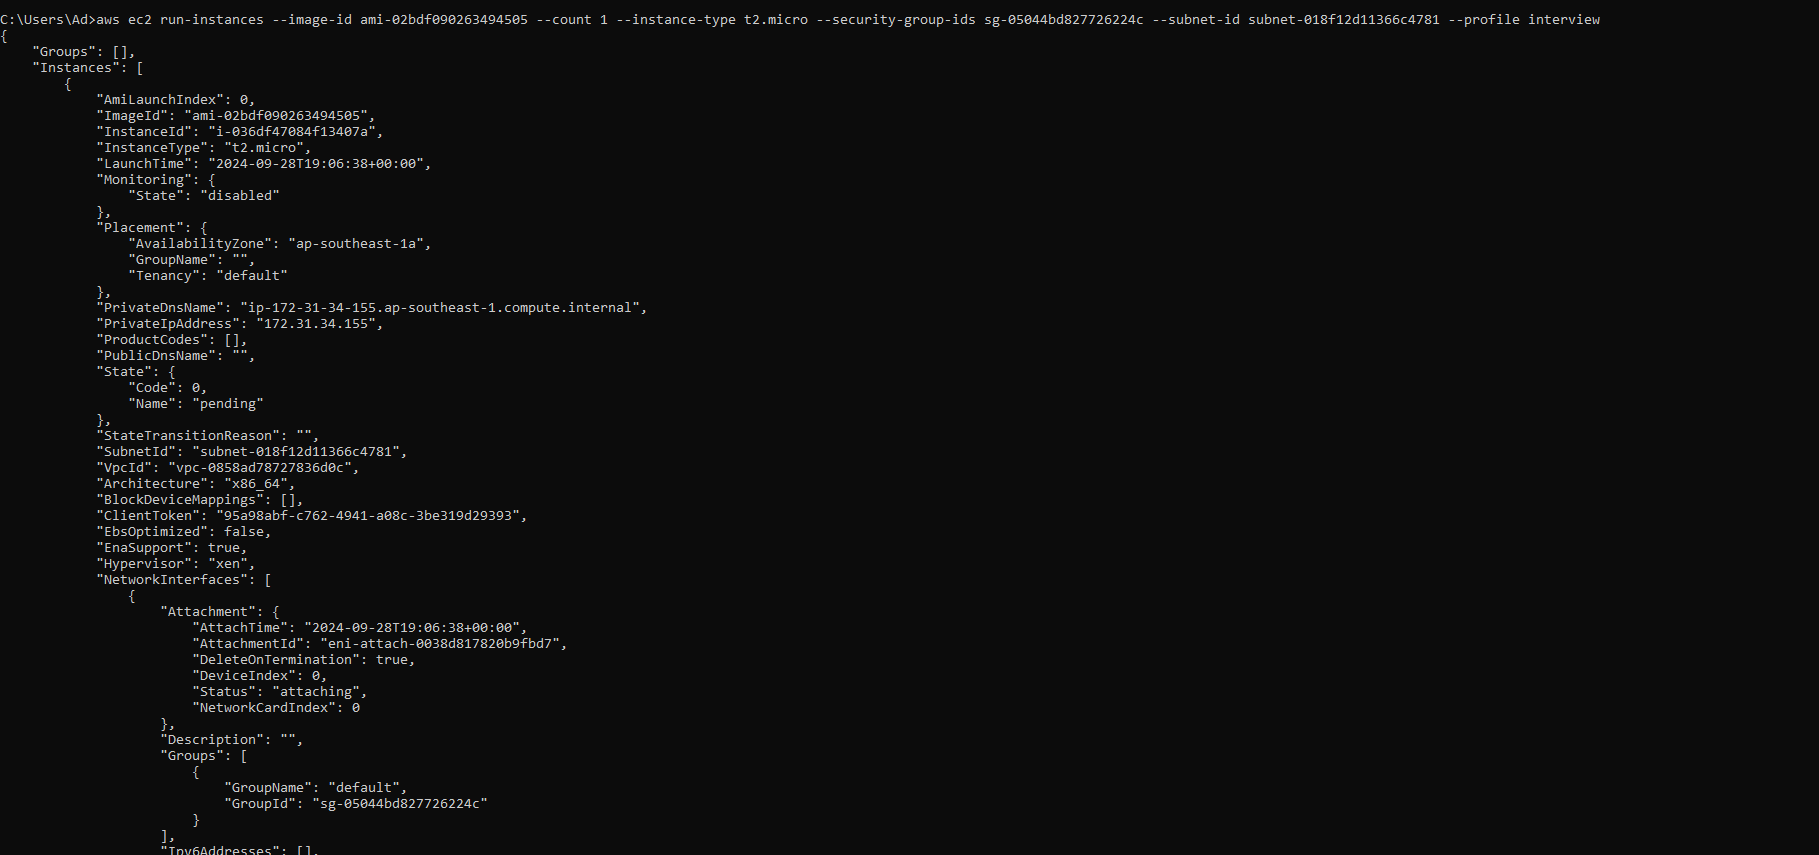 C:\Users\Ad>aws ec2 run-instances --image-id ami-02bdf090263494505 --count 1 --instance-type t2.micro --security-group-ids sg-05044bd827726224c --subnet-id subnet-018f12d11366c4781 --profile interview
{
    "Groups": [],
    "Instances": [
        {
            "AmiLaunchIndex": 0,
            "ImageId": "ami-02bdf090263494505",
            "InstanceId": "i-036df47084f13407a",
            "InstanceType": "t2.micro",
            "LaunchTime": "2024-09-28T19:06:38+00:00",
            "Monitoring": {
                "State": "disabled"
            },
            "Placement": {
                "AvailabilityZone": "ap-southeast-1a",
                "GroupName": "",
                "Tenancy": "default"
            },
            "PrivateDnsName": "ip-172-31-34-155.ap-southeast-1.compute.internal",
            "PrivateIpAddress": "172.31.34.155",
            "ProductCodes": [],
            "PublicDnsName": "",
            "State": {
                "Code": 0,
                "Name": "pending"
            },
            "StateTransitionReason": "",
            "SubnetId": "subnet-018f12d11366c4781",
            "VpcId": "vpc-0858ad78727836d0c",
            "Architecture": "x86_64",
            "BlockDeviceMappings": [],
            "ClientToken": "95a98abf-c762-4941-a08c-3be319d29393",
            "EbsOptimized": false,
            "EnaSupport": true,
            "Hypervisor": "xen",
            "NetworkInterfaces": [
                {
                    "Attachment": {
                        "AttachTime": "2024-09-28T19:06:38+00:00",
                        "AttachmentId": "eni-attach-0038d817820b9fbd7",
                        "DeleteOnTermination": true,
                        "DeviceIndex": 0,
                        "Status": "attaching",
                        "NetworkCardIndex": 0
                    },
                    "Description": "",
                    "Groups": [
                        {
                            "GroupName": "default",
                            "GroupId": "sg-05044bd827726224c"
                        }
                    ],
                    "Ipv6Addresses": [],